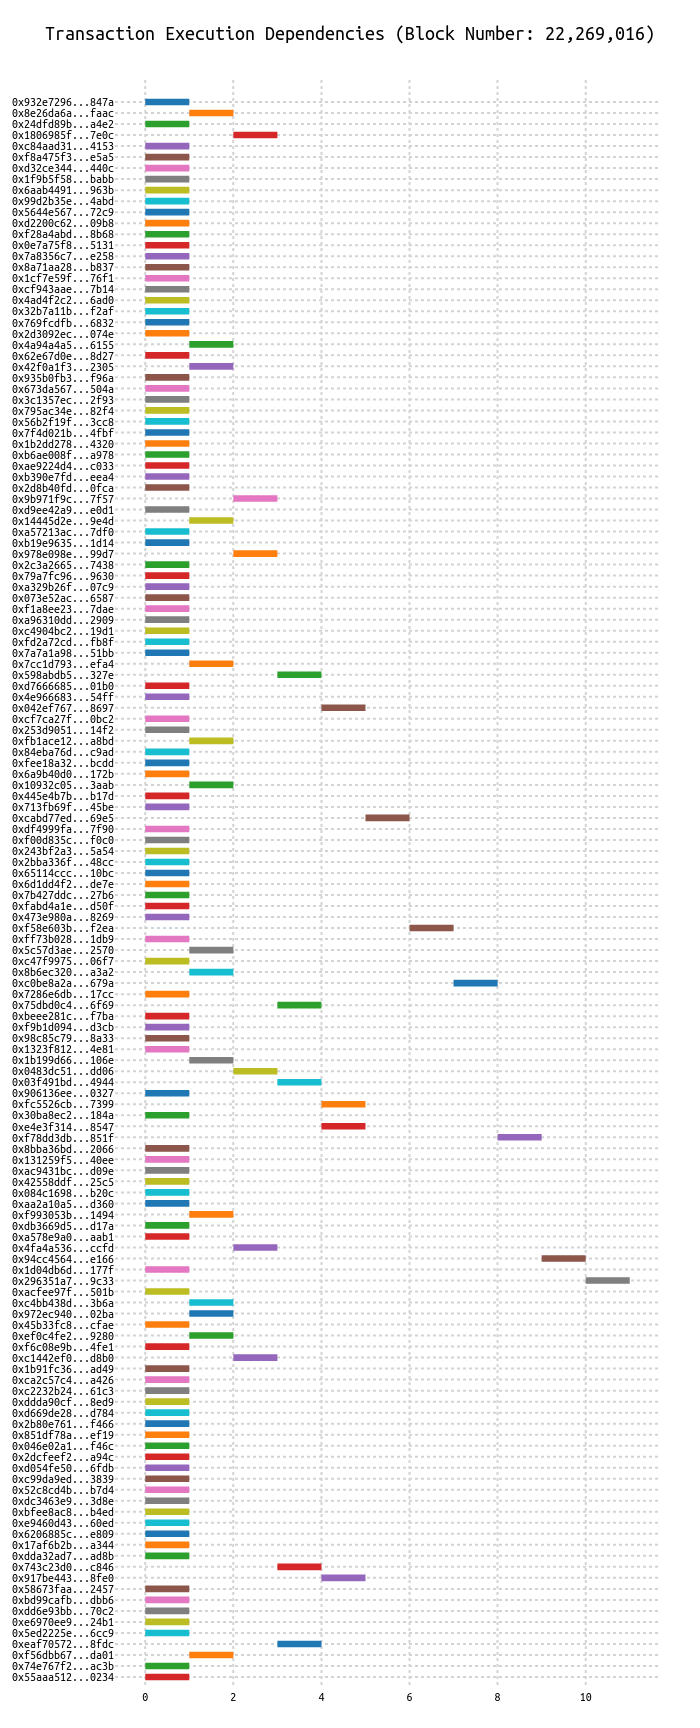 Transaction Execution Dependencies (Block Number: 22,269,016)
0x932e7296...847a
0x8e26da6a...faac
0x24dfd89b...a4e2
0x1806985f...7e0c
0xc84aad31...4153
0xf8a475f3...e5a5
0xd32ce344...440c
0x1f9b5f58...babb
0x6aab4491...963b
0x99d2b35e...4abd
0x5644e567...72c9
0xd2200c62...09b8
0xf28a4abd...8b68
0x0e7a75f8...5131
0x7a8356c7...e258
0x8a71aa28...b837
0x1cf7e59f...76f1
0xcf943aae...7b14
0x4ad4f2c2...6ad0
0x32b7a11b...f2af
0x769fcdfb...6832
0x2d3092ec...074e
0x4a94a4a5...6155
0x62e67d0e...8d27
0x42f0a1f3...2305
0x935b0fb3...f96a
0x673da567...504a
0x3c1357ec...2f93
0x795ac34e...82f4
0x56b2f19f...3cc8
0x7f4d021b...4fbf
0x1b2dd278...4320
0xb6ae008f...a978
0xae9224d4...c033
0xb390e7fd...eea4
0x2d8b40fd...0fca
0x9b971f9c...7f57
0xd9ee42a9...e0d1
0x14445d2e...9e4d
0xa57213ac...7df0
0xb19e9635...1d14
0x978e098e...99d7
0x2c3a2665...7438
0x79a7fc96...9630
0xa329b26f...07c9
0x073e52ac...6587
0xf1a8ee23...7dae
0xa96310dd...2909
0xc4904bc2...19d1
0xfd2a72cd...fb8f
0x7a7a1a98...51bb
0x7cc1d793...efa4
0x598abdb5...327e
0xd7666685...01b0
0x4e966683...54ff
0x042ef767...8697
0xcf7ca27f...0bc2
0x253d9051...14f2
0xfb1ace12...a8bd
0x84eba76d...c9ad
0xfee18a32...bcdd
0x6a9b40d0...172b
0x10932c05...3aab
0x445e4b7b...b17d
0x713fb69f...45be
0xcabd77ed...69e5
0xdf4999fa...7f90
0xf00d835c...f0c0
0x243bf2a3...5a54
0x2bba336f...48cc
0x65114ccc...10bc
0x6d1dd4f2...de7e
0x7b427ddc...27b6
0xfabd4a1e...d50f
0x473e980a...8269
0xf58e603b...f2ea
0xff73b028...1db9
0x5c57d3ae...2570
0xc47f9975...06f7
0x8b6ec320...a3a2
0xc0be8a2a...679a
0x7286e6db...17cc
0x75dbd0c4...6f69
0xbeee281c...f7ba
0xf9b1d094...d3cb
0x98c85c79...8a33
0x1323f812...4e81
0x1b199d66...106e
0x0483dc51...dd06
0x03f491bd...4944
0x906136ee...0327
0xfc5526cb...7399
0x30ba8ec2...184a
0xe4e3f314...8547
0xf78dd3db...851f
0x8bba36bd...2066
0x131259f5...40ee
0xac9431bc...d09e
0x42558ddf...25c5
0x084c1698...b20c
0xaa2a10a5...d360
0xf993053b...1494
0xdb3669d5...d17a
0xa578e9a0...aab1
0x4fa4a536...ccfd
0x94cc4564...e166
0x1d04db6d...177f
0x296351a7...9c33
0xacfee97f...501b
0xc4bb438d...3b6a
0x972ec940...02ba
0x45b33fc8...cfae
0xef0c4fe2...9280
0xf6c08e9b...4fe1
0xc1442ef0...d8b0
0x1b91fc36...ad49
0xca2c57c4...a426
0xc2232b24...61c3
0xddda90cf...8ed9
0xd669de28...d784
0x2b80e761...f466
0x851df78a...ef19
0x046e02a1...f46c
0x2dcfeef2...a94c
0xd054fe50...6fdb
0xc99da9ed...3839
0x52c8cd4b...b7d4
0xdc3463e9...3d8e
0xbfee8ac8...b4ed
0xe9460d43...60ed
0x6206885c...e809
0x17af6b2b...a344
0xdda32ad7...ad8b
0x743c23d0...c846
0x917be443...8fe0
0x58673faa...2457
0xbd99cafb...dbb6
0xdd6e93bb...70c2
0xe6970ee9...24b1
0x5ed2225e...6cc9
0xeaf70572...8fdc
0xf56dbb67...da01
0x74e767f2...ac3b
0x55aaa512...0234
0 2 4 6 8 10